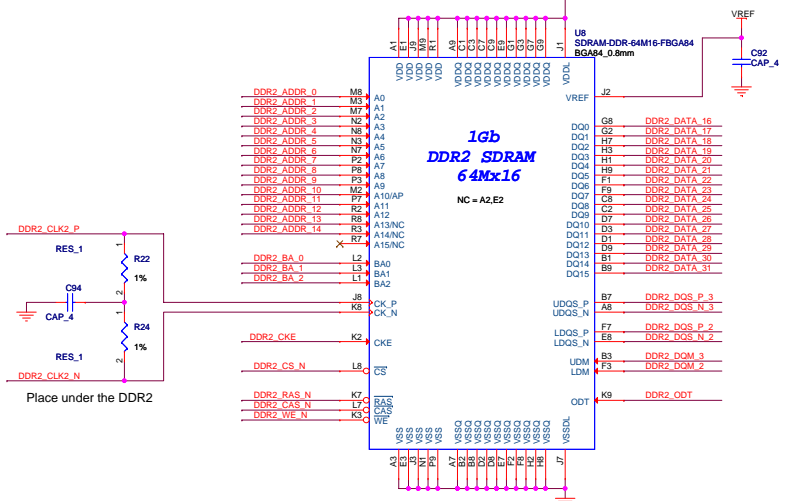 A1 E1 J9 M9 R1 A9 C1 C3 C7 C9 E9 G1 G3 G7 G9 J1
VDD VDD VDD VDD VDD VDDQ VDDQ VDDQ VDDQ VDDQ VDDQ VDDQ VDDQ VDDQ VDDQ VDDL
U8
SDRAM-DDR-64M16-FBGA84
BGA84_0.8mm
VREF
C92
CAP_4
1Gb
DDR2 SDRAM
64Mx16
NC = A2,E2
DDR2_ADDR_0 M8 A0
DDR2_ADDR_1 M3 A1
DDR2_ADDR_2 M7 A2
DDR2_ADDR_3 N2 A3
DDR2_ADDR_4 N8 A4
DDR2_ADDR_5 N3 A5
DDR2_ADDR_6 N7 A6
DDR2_ADDR_7 P2 A7
DDR2_ADDR_8 P8 A8
DDR2_ADDR_9 P3 A9
DDR2_ADDR_10 M2 A10/AP
DDR2_ADDR_11 P7 A11
DDR2_ADDR_12 R2 A12
DDR2_ADDR_13 R8 A13/NC
DDR2_ADDR_14 R3 A14/NC
R7 A15/NC
DDR2_BA_0 L2 BA0
DDR2_BA_1 L3 BA1
DDR2_BA_2 L1 BA2
J8 CK_P
K8 CK_N
DDR2_CKE K2 CKE
DDR2_CS_N L8 CS
DDR2_RAS_N K7 RAS
DDR2_CAS_N L7 CAS
DDR2_WE_N K3 WE
VREF J2
DQ0 G8 DDR2_DATA_16
DQ1 G2 DDR2_DATA_17
DQ2 H7 DDR2_DATA_18
DQ3 H3 DDR2_DATA_19
DQ4 H1 DDR2_DATA_20
DQ5 H9 DDR2_DATA_21
DQ6 F1 DDR2_DATA_22
DQ7 F9 DDR2_DATA_23
DQ8 C8 DDR2_DATA_24
DQ9 C2 DDR2_DATA_25
DQ10 D7 DDR2_DATA_26
DQ11 D3 DDR2_DATA_27
DQ12 D1 DDR2_DATA_28
DQ13 D9 DDR2_DATA_29
DQ14 B1 DDR2_DATA_30
DQ15 B9 DDR2_DATA_31
UDQS_P B7 DDR2_DQS_P_3
UDQS_N A8 DDR2_DQS_N_3
LDQS_P F7 DDR2_DQS_P_2
LDQS_N E8 DDR2_DQS_N_2
UDM B3 DDR2_DQM_3
LDM F3 DDR2_DQM_2
ODT K9 DDR2_ODT
DDR2_CLK2_P
RES_1
1
R22
1%
2
C94
CAP_4
1
R24
1%
RES_1
2
DDR2_CLK2_N
Place under the DDR2
VSS VSS VSS VSS VSS VSSQ VSSQ VSSQ VSSQ VSSQ VSSQ VSSQ VSSQ VSSQ VSSQ VSSDL
A3 E3 J3 N1 P9 A7 B2 B8 D2 D8 E7 F2 F8 H2 H8 J7